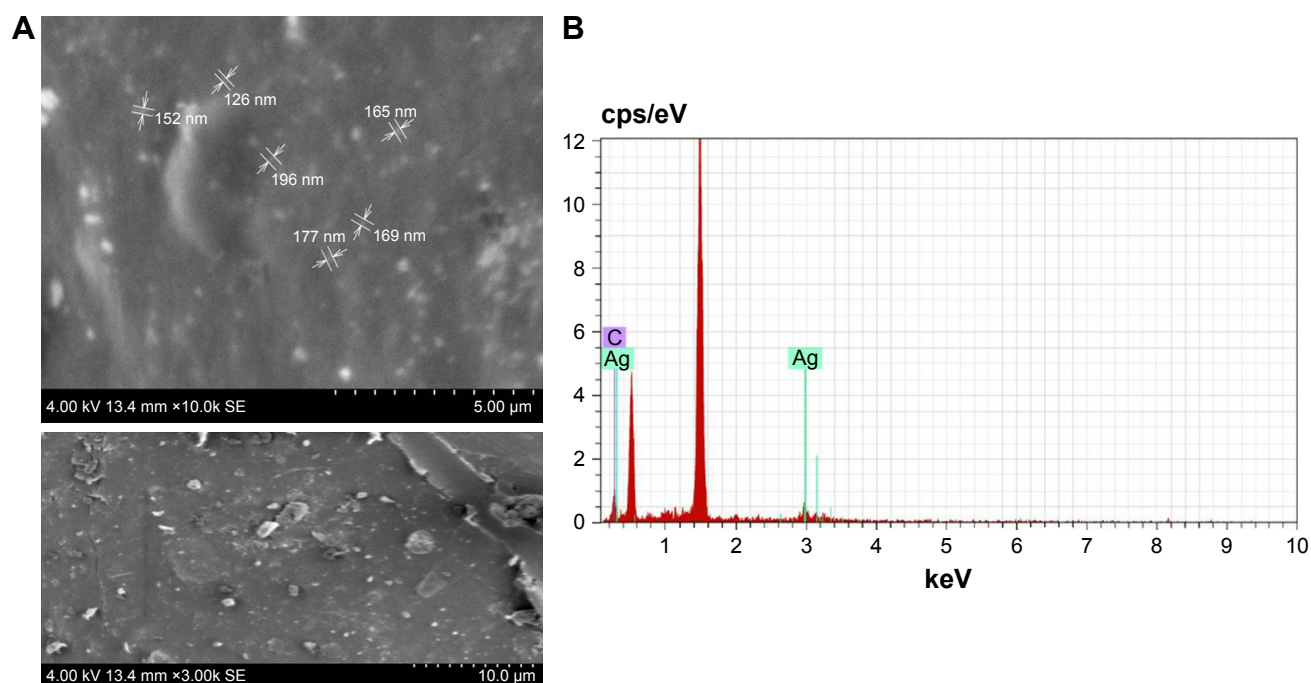 A
126 nm
152 nm
165 nm
196 nm
177 nm
169 nm
4.00 kV 13.4 mm ×10.0k SE
5.00 µm
4.00 kV 13.4 mm ×3.00k SE
10.0 µm
B
cps/eV
12
10
8
6
4
2
0
C
Ag
Ag
1 2 3 4 5 6 7 8 9 10
keV